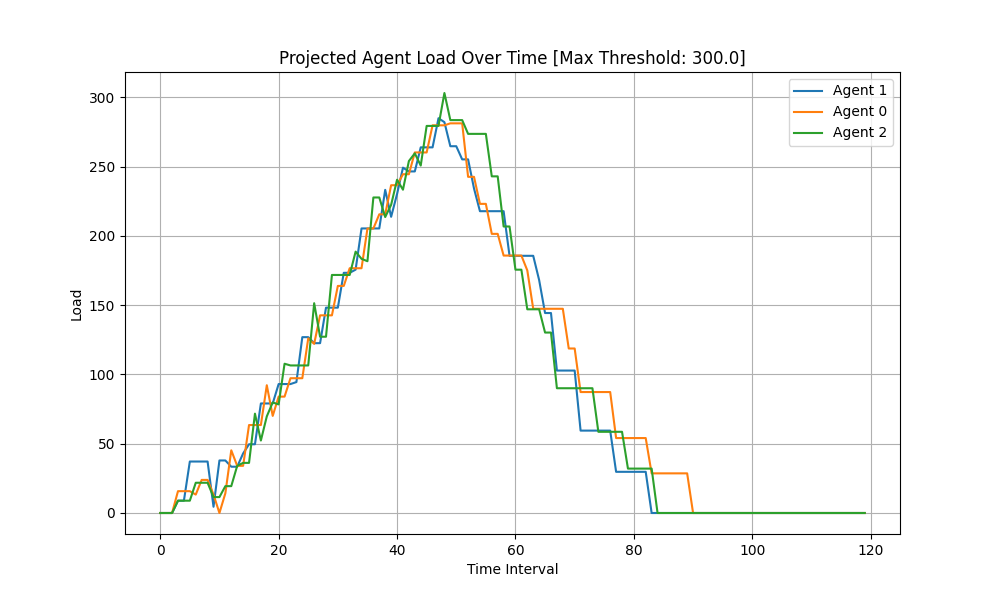 Projected Agent Load Over Time [Max Threshold: 300.0]
Agent 1
Agent 0
Agent 2
Load
300
250
200
150
100
50
0
0 20 40 60 80 100 120
Time Interval